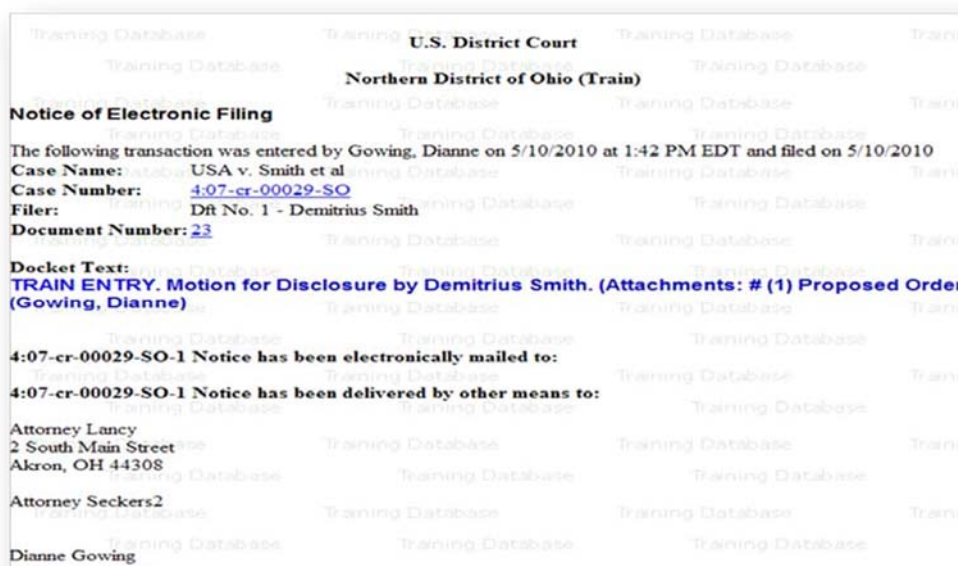 U.S. District Court
Northern District of Ohio (Train)
Notice of Electronic Filing
The following transaction was entered by Gowing, Dianne on 5/10/2010 at 1:42 PM EDT and filed on 5/10/2010
Case Name: USA v. Smith et al
Case Number: 4:07-cr-00029-SO
Filer: Dft No. 1 - Demitrius Smith
Document Number: 23
Docket Text:
TRAIN ENTRY. Motion for Disclosure by Demitrius Smith. (Attachments: # (1) Proposed Order
(Gowing, Dianne)
4:07-cr-00029-SO-1 Notice has been electronically mailed to:
4:07-cr-00029-SO-1 Notice has been delivered by other means to:
Attorney Lancy
2 South Main Street
Akron, OH 44308
Attorney Seckers2
Dianne Gowing
Training Database